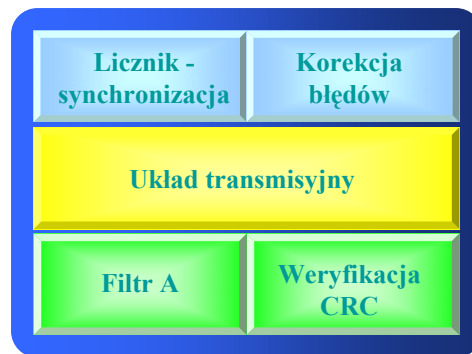 Licznik -
synchronizacja
Korekcja
błędów
Układ transmisyjny
Filtr A
Weryfikacja
CRC